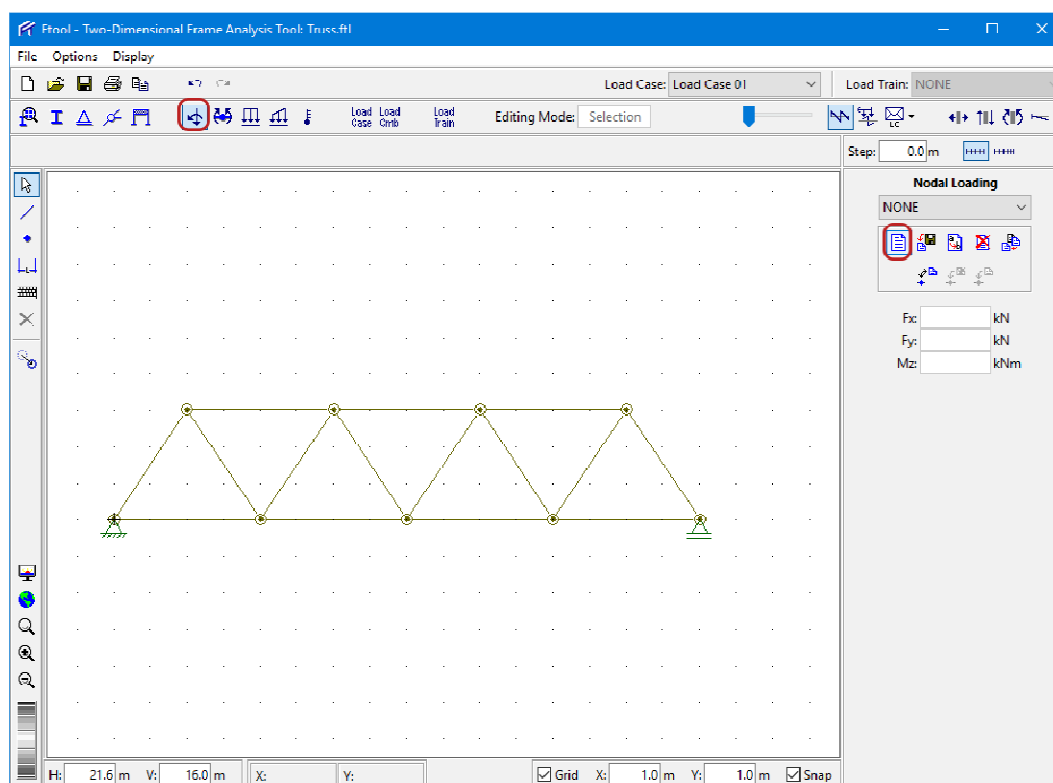 Ftool - Two-Dimensional Frame Analysis Tool: Truss.ftl
File Options Display
Load Case: Load Case 01 Load Train: NONE
Load Case Load Cmb Load Train Editing Mode: Selection LC
Step: 0.0 m
Nodal Loading
NONE
Fx: kN
Fy: kN
Mz: kNm
H: 21.6 m V: 16.0 m X: Y: Grid X: 1.0 m Y: 1.0 m Snap